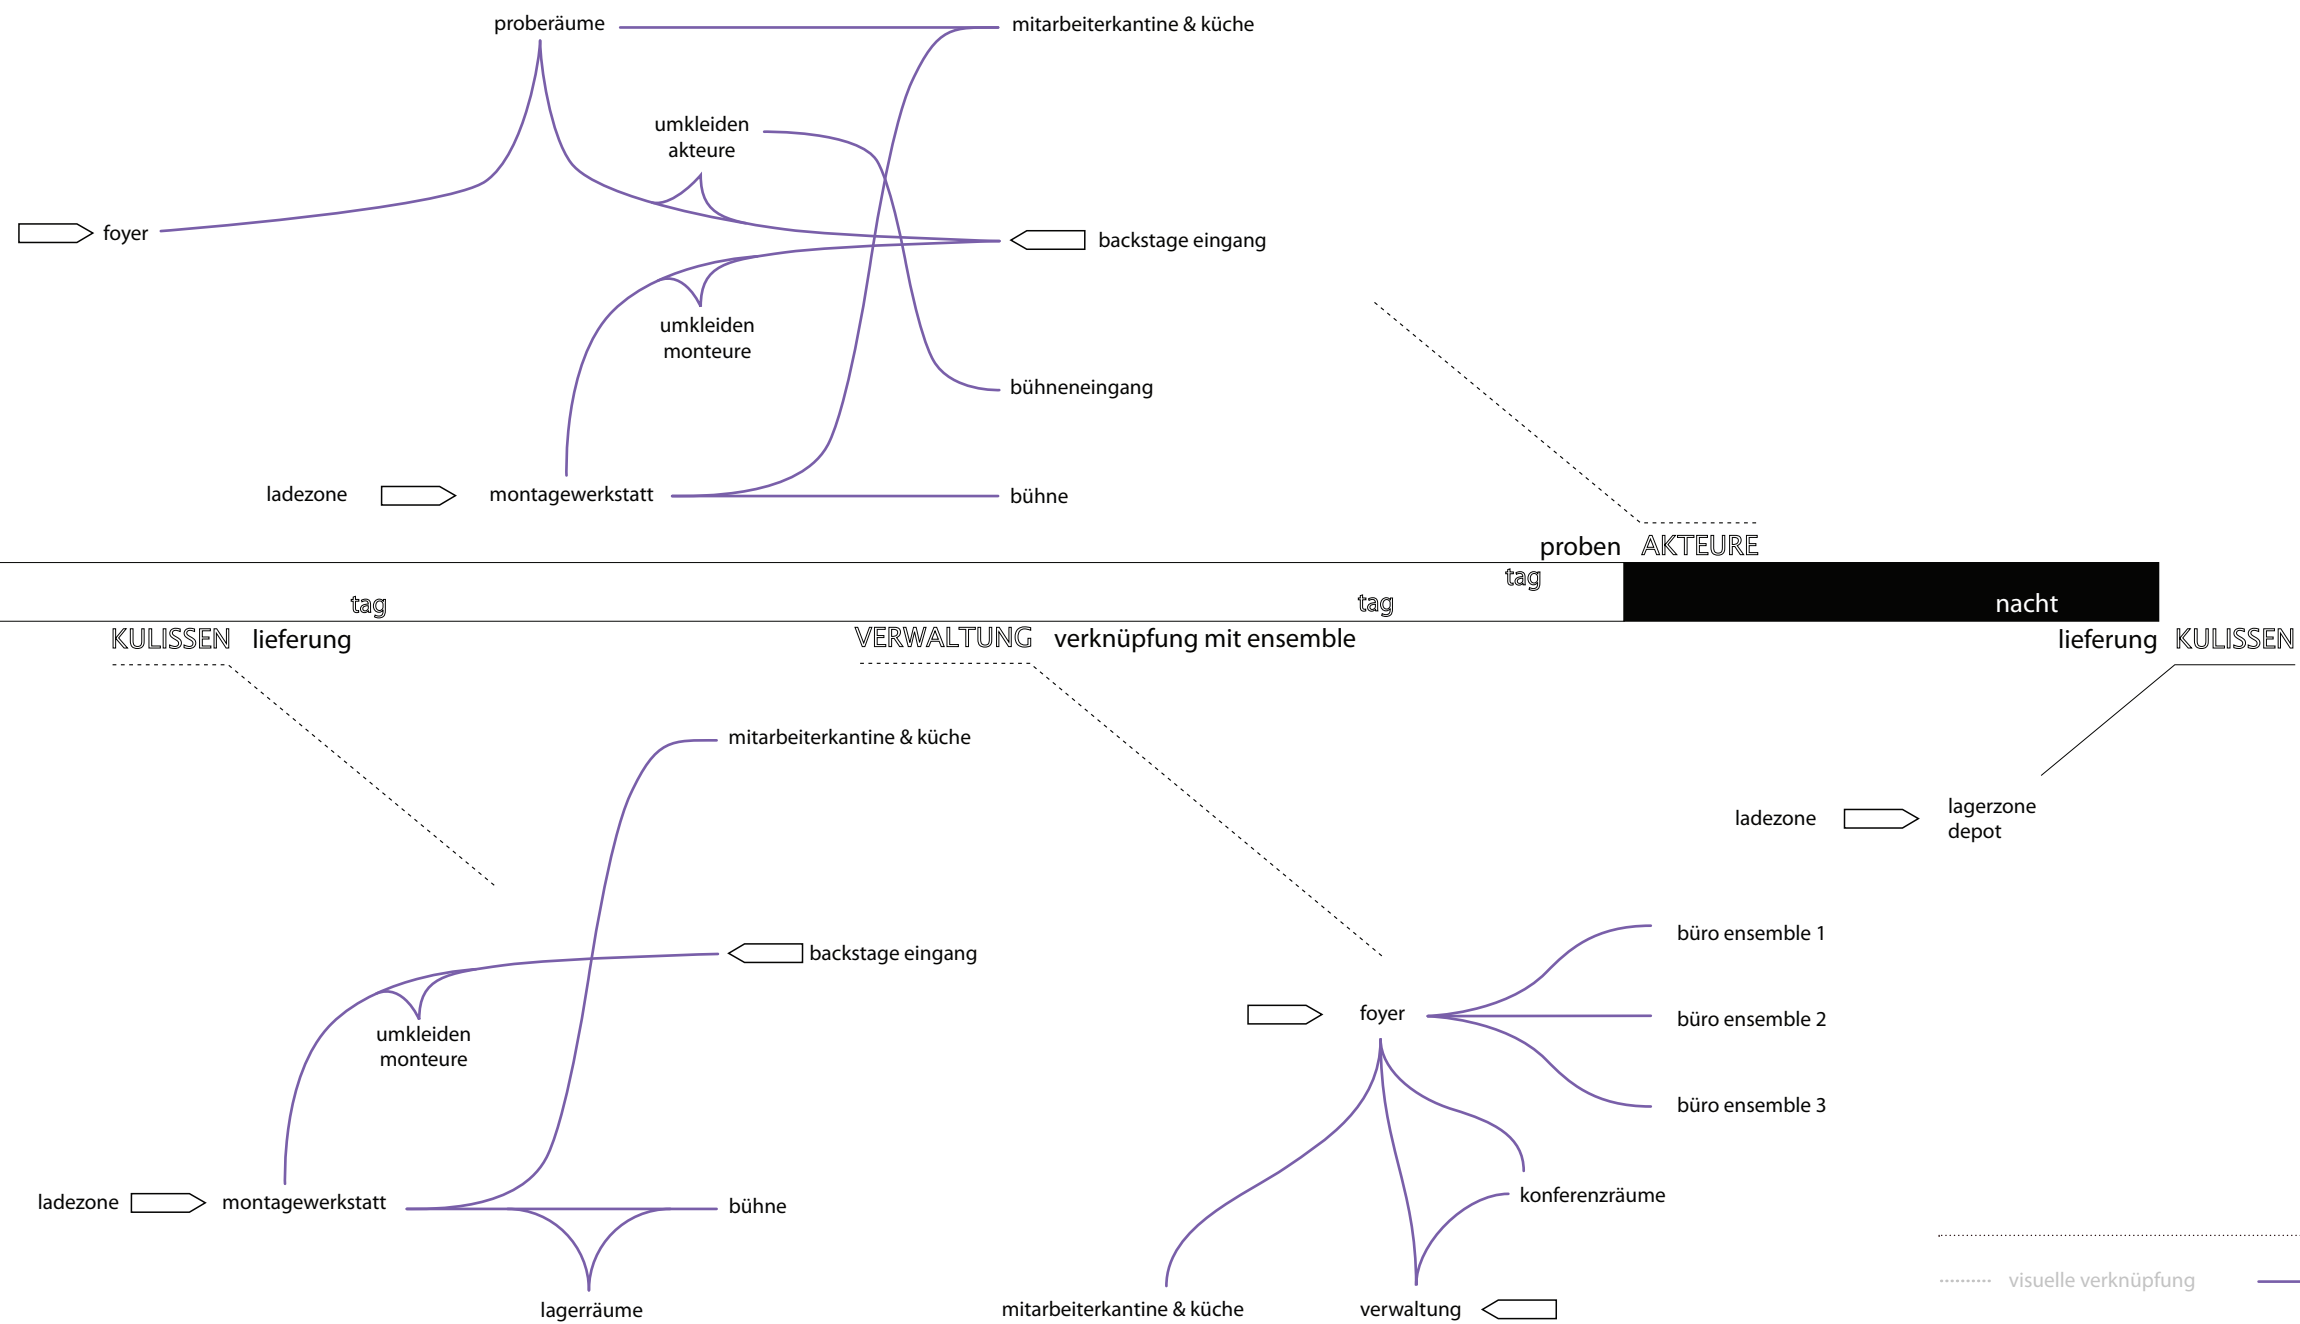 proberäume
mitarbeiterkantine & küche
umkleiden
akteure
foyer
backstage eingang
umkleiden
monteure
bühneneingang
ladezone
montagewerkstatt
bühne
proben AKTEURE
tag
tag
tag
nacht
KULISSEN lieferung
VERWALTUNG verknüpfung mit ensemble
lieferung KULISSEN
mitarbeiterkantine & küche
ladezone
lagerzone
depot
backstage eingang
umkleiden
monteure
büro ensemble 1
foyer
büro ensemble 2
büro ensemble 3
ladezone
montagewerkstatt
bühne
konferenzräume
lagerräume
mitarbeiterkantine & küche
verwaltung
visuelle verknüpfung